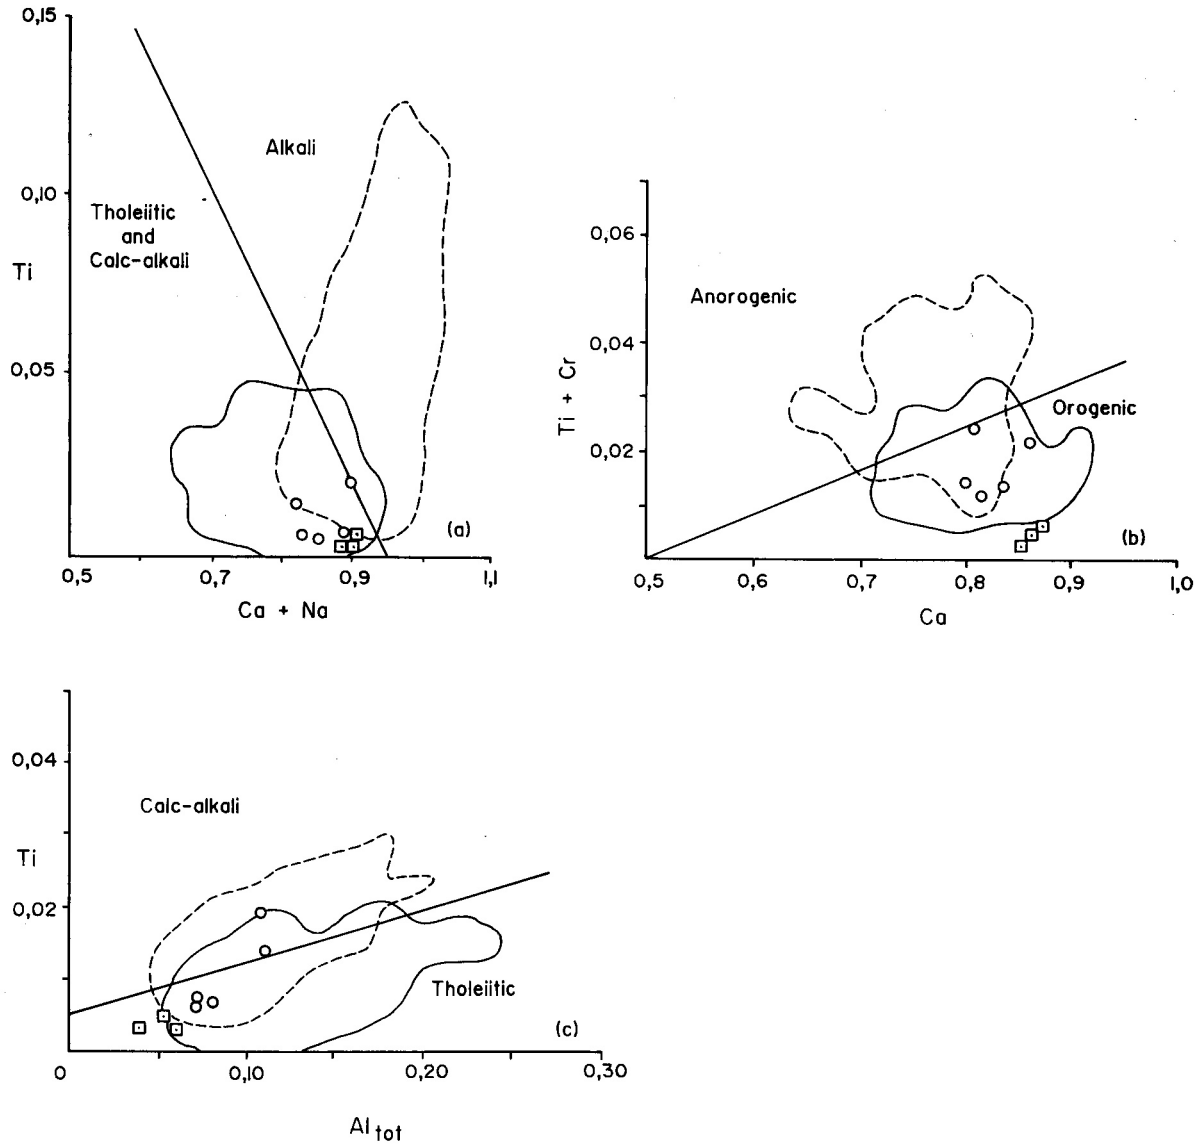 0,15
Alkali
0,10
Tholeiitic
and
Calc-alkali
Ti
0,05
(a)
0,5 0,7 0,9 1,1
Ca + Na
0,06
Anorogenic
0,04
Ti + Cr
Orogenic
0,02
(b)
0,5 0,6 0,7 0,8 0,9 1,0
Ca
0,04
Calc-alkali
Ti
0,02
Tholeiitic
(c)
0 0,10 0,20 0,30
Al tot